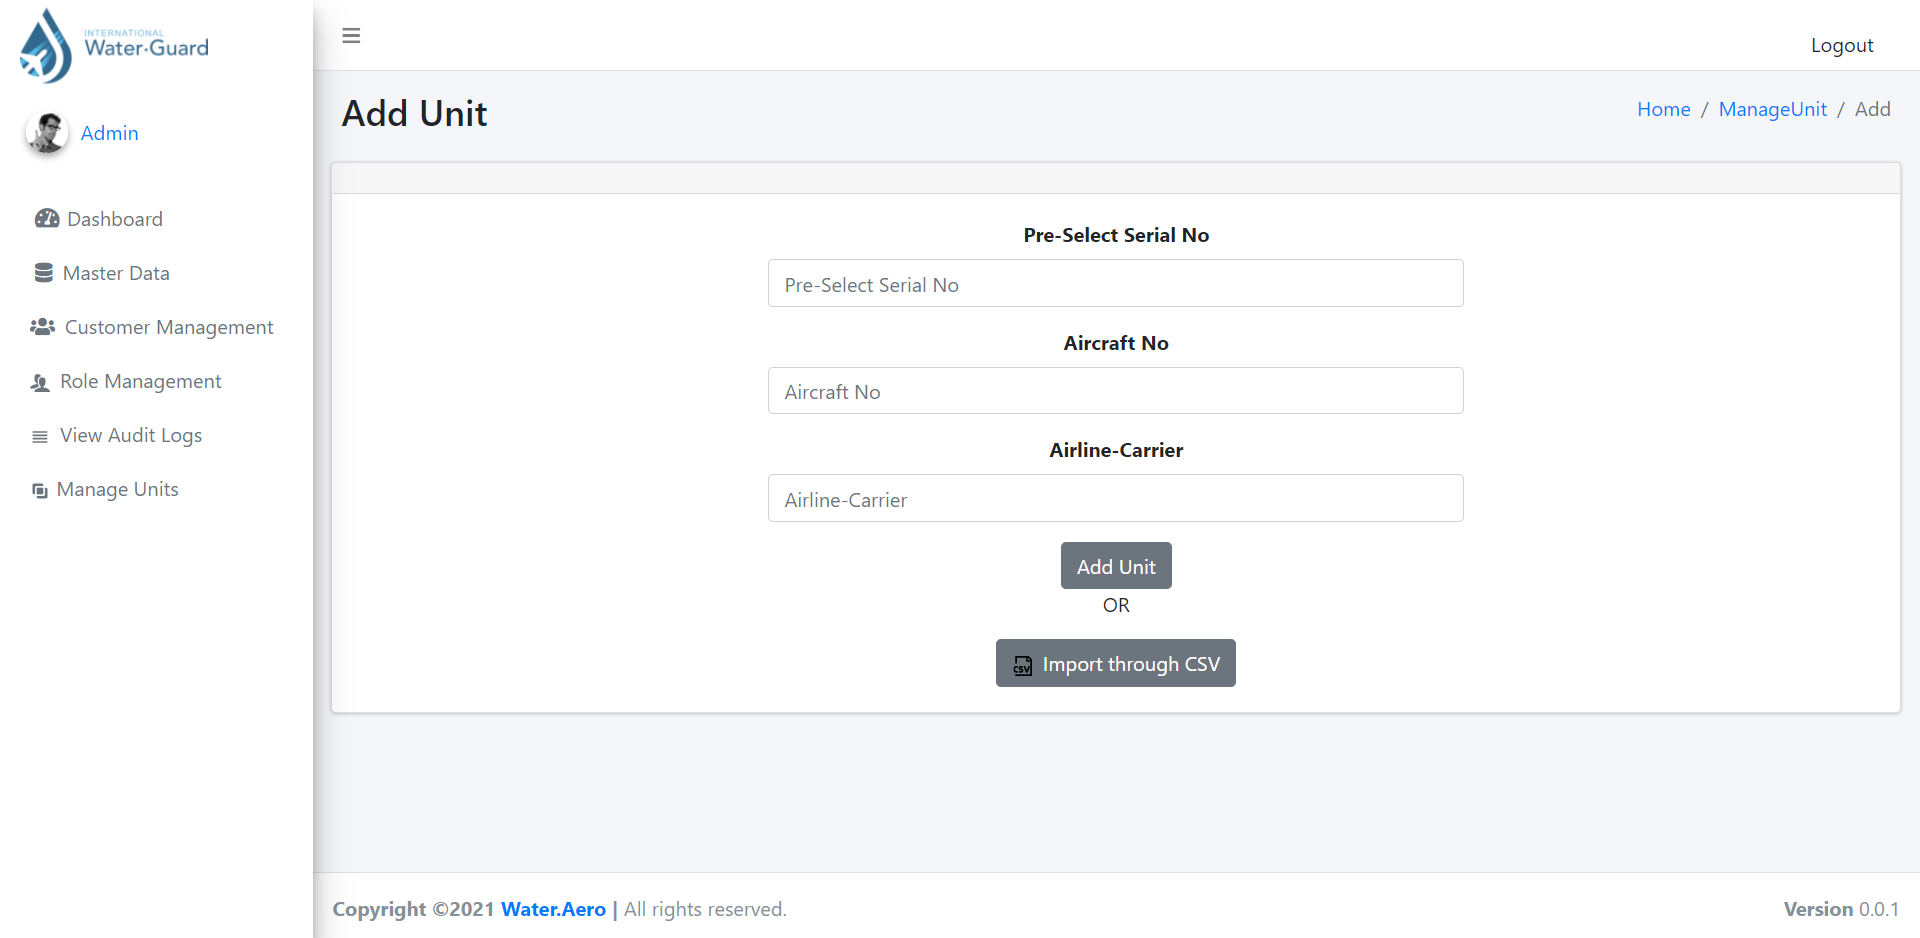 INTERNATIONAL
Water·Guard
Logout
Admin
Add Unit
Home / ManageUnit / Add
Dashboard
Master Data
Customer Management
Role Management
View Audit Logs
Manage Units
Pre-Select Serial No
Pre-Select Serial No
Aircraft No
Aircraft No
Airline-Carrier
Airline-Carrier
Add Unit
OR
CSV Import through CSV
Copyright ©2021 Water.Aero | All rights reserved.
Version 0.0.1